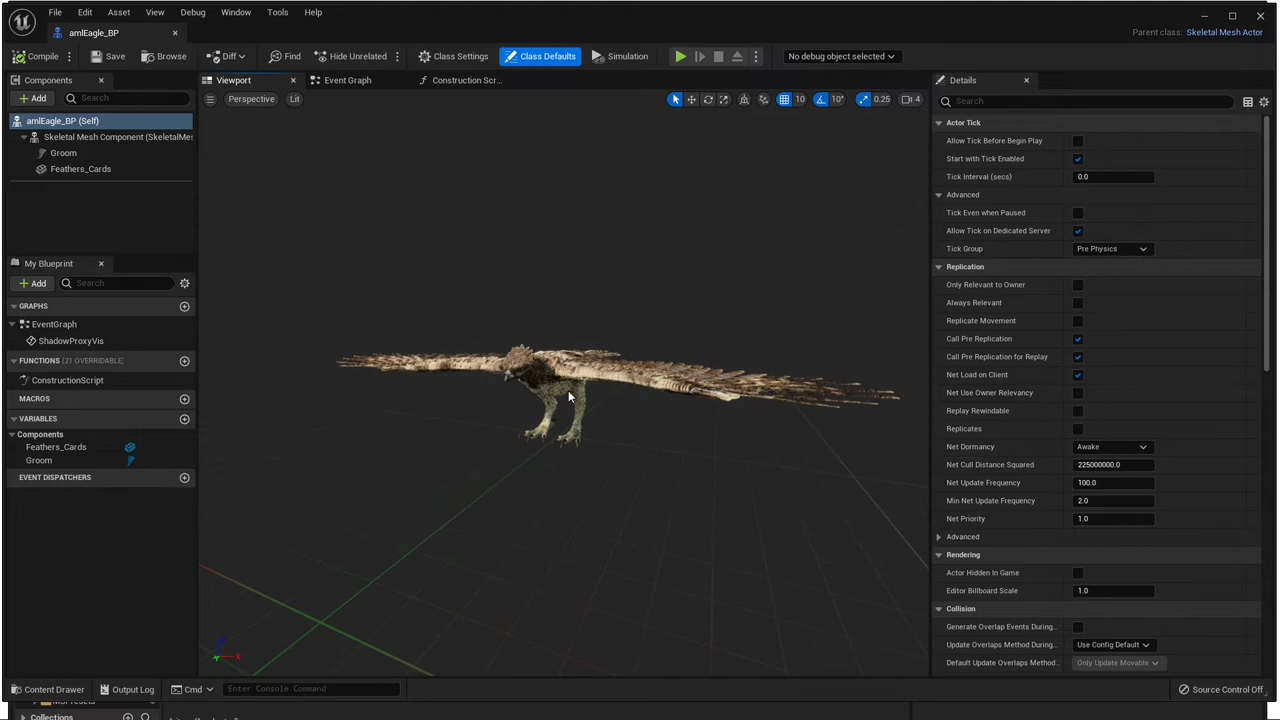 File Edit Asset View Debug Window Tools Help
amlEagle_BP
Parent class: Skeletal Mesh Actor
Compile Save Browse Diff Find Hide Unrelated Class Settings Class Defaults Simulation No debug object selected
Components
Viewport Event Graph Construction Scr...
Details
Add Search
Perspective Lit 10 10° 0.25 4
Search
amlEagle_BP (Self)
Skeletal Mesh Component (SkeletalMes
Groom
Feathers_Cards
My Blueprint
Add Search
GRAPHS
EventGraph
ShadowProxyVis
FUNCTIONS (21 OVERRIDABLE)
ConstructionScript
MACROS
VARIABLES
Components
Feathers_Cards
Groom
EVENT DISPATCHERS
Actor Tick
Allow Tick Before Begin Play
Start with Tick Enabled
Tick Interval (secs) 0.0
Advanced
Tick Even when Paused
Allow Tick on Dedicated Server
Tick Group Pre Physics
Replication
Only Relevant to Owner
Always Relevant
Replicate Movement
Call Pre Replication
Call Pre Replication for Replay
Net Load on Client
Net Use Owner Relevancy
Replay Rewindable
Replicates
Net Dormancy Awake
Net Cull Distance Squared 225000000.0
Net Update Frequency 100.0
Min Net Update Frequency 2.0
Net Priority 1.0
Advanced
Rendering
Actor Hidden In Game
Editor Billboard Scale 1.0
Collision
Generate Overlap Events During...
Update Overlaps Method During... Use Config Default
Default Update Overlaps Method... Only Update Movable
Content Drawer Output Log Cmd Enter Console Command Source Control Off
Collections